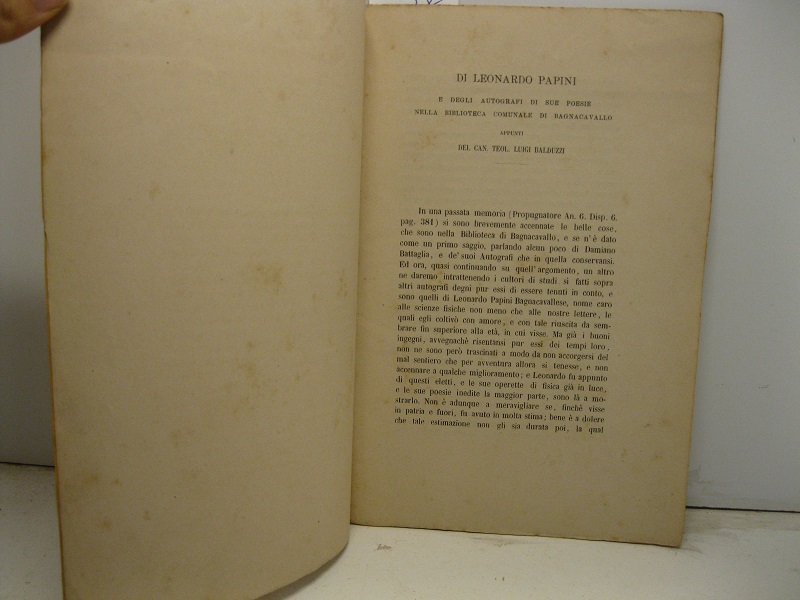 DI LEONARDO PAPINI
E DEGLI AUTOGRAFI DI SUE POESIE
NELLA BIBLIOTECA COMUNALE DI BAGNACAVALLO
APPUNTI
DEL CAN. TEOL. LUIGI BALDUZZI
In una passata memoria (Propugnatore An. 6. Disp. 6.
pag. 381) si sono brevemente accennate le belle cose,
che sono nella Biblioteca di Bagnacavallo, e se n'è dato
come un primo saggio, parlando alcun poco di Damiano
Battaglia, e de' suoi Autografi che in quella conservansi.
Ed ora, quasi continuando su quell'argomento, un altro
ne daremo intrattenendo i cultori di studi sì fatti sopra
altri autografi degni pur essi di essere tenuti in conto, e
sono quelli di Leonardo Papini Bagnacavallese, nome caro
alle scienze fisiche non meno che alle nostre lettere, le
quali egli coltivò con amore, e con tale riuscita da sem-
brare fin superiore alla età, in cui visse. Ma già i buoni
ingegni, avvegnachè risentansi pur essi dei tempi loro,
non ne sono però trascinati a modo da non accorgersi del
mal sentiero che per avventura allora si tenesse, e non
accennare a qualche miglioramento; e Leonardo fu appunto
di questi eletti, e le sue operette di fisica già in luce,
e le sue poesie inedite la maggior parte, sono là a mo-
strarlo. Non è adunque a meravigliare se, finchè visse
in patria e fuori, fu avuto in molta stima; bene è a dolere
che tale estimazione non gli sia durata poi, la qual